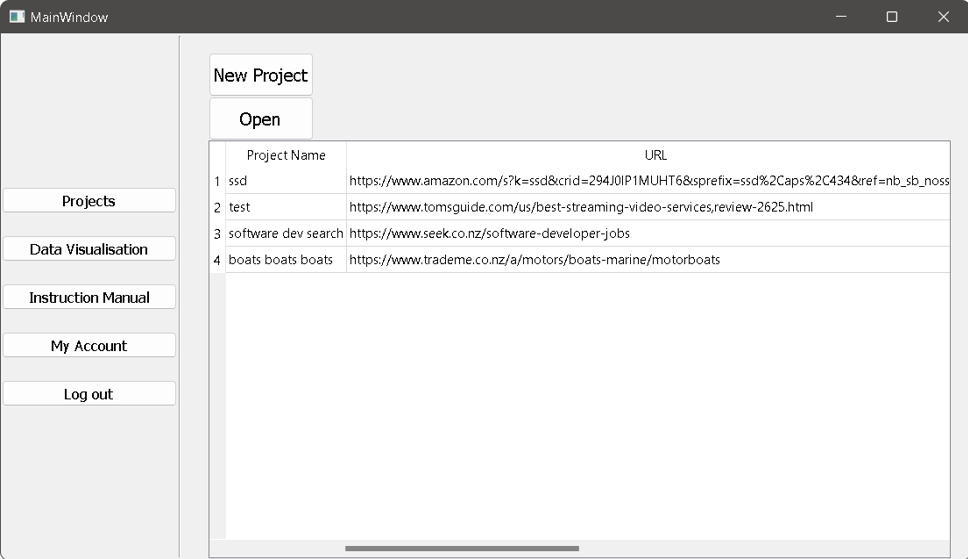 MainWindow
New Project
Open
Project Name URL
1 ssd https://www.amazon.com/s?k=ssd&crid=294J0IP1MUHT6&sprefix=ssd%2Caps%2C434&ref=nb_sb_noss
2 test https://www.tomsguide.com/us/best-streaming-video-services,review-2625.html
3 software dev search https://www.seek.co.nz/software-developer-jobs
4 boats boats boats https://www.trademe.co.nz/a/motors/boats-marine/motorboats
Projects
Data Visualisation
Instruction Manual
My Account
Log out